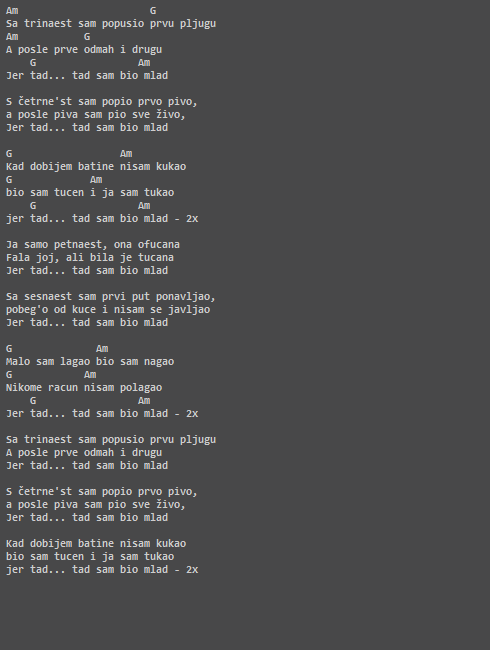 Am                      G
Sa trinaest sam popusio prvu pljugu
Am           G
A posle prve odmah i drugu
    G                 Am
Jer tad... tad sam bio mlad

S četrne'st sam popio prvo pivo,
a posle piva sam pio sve živo,
Jer tad... tad sam bio mlad

G                  Am
Kad dobijem batine nisam kukao
G             Am
bio sam tucen i ja sam tukao
    G                 Am
jer tad... tad sam bio mlad - 2x

Ja samo petnaest, ona ofucana
Fala joj, ali bila je tucana
Jer tad... tad sam bio mlad

Sa sesnaest sam prvi put ponavljao,
pobeg'o od kuce i nisam se javljao
Jer tad... tad sam bio mlad

G              Am
Malo sam lagao bio sam nagao
G            Am
Nikome racun nisam polagao
    G                 Am
Jer tad... tad sam bio mlad - 2x

Sa trinaest sam popusio prvu pljugu
A posle prve odmah i drugu
Jer tad... tad sam bio mlad

S četrne'st sam popio prvo pivo,
a posle piva sam pio sve živo,
Jer tad... tad sam bio mlad

Kad dobijem batine nisam kukao
bio sam tucen i ja sam tukao
jer tad... tad sam bio mlad - 2x